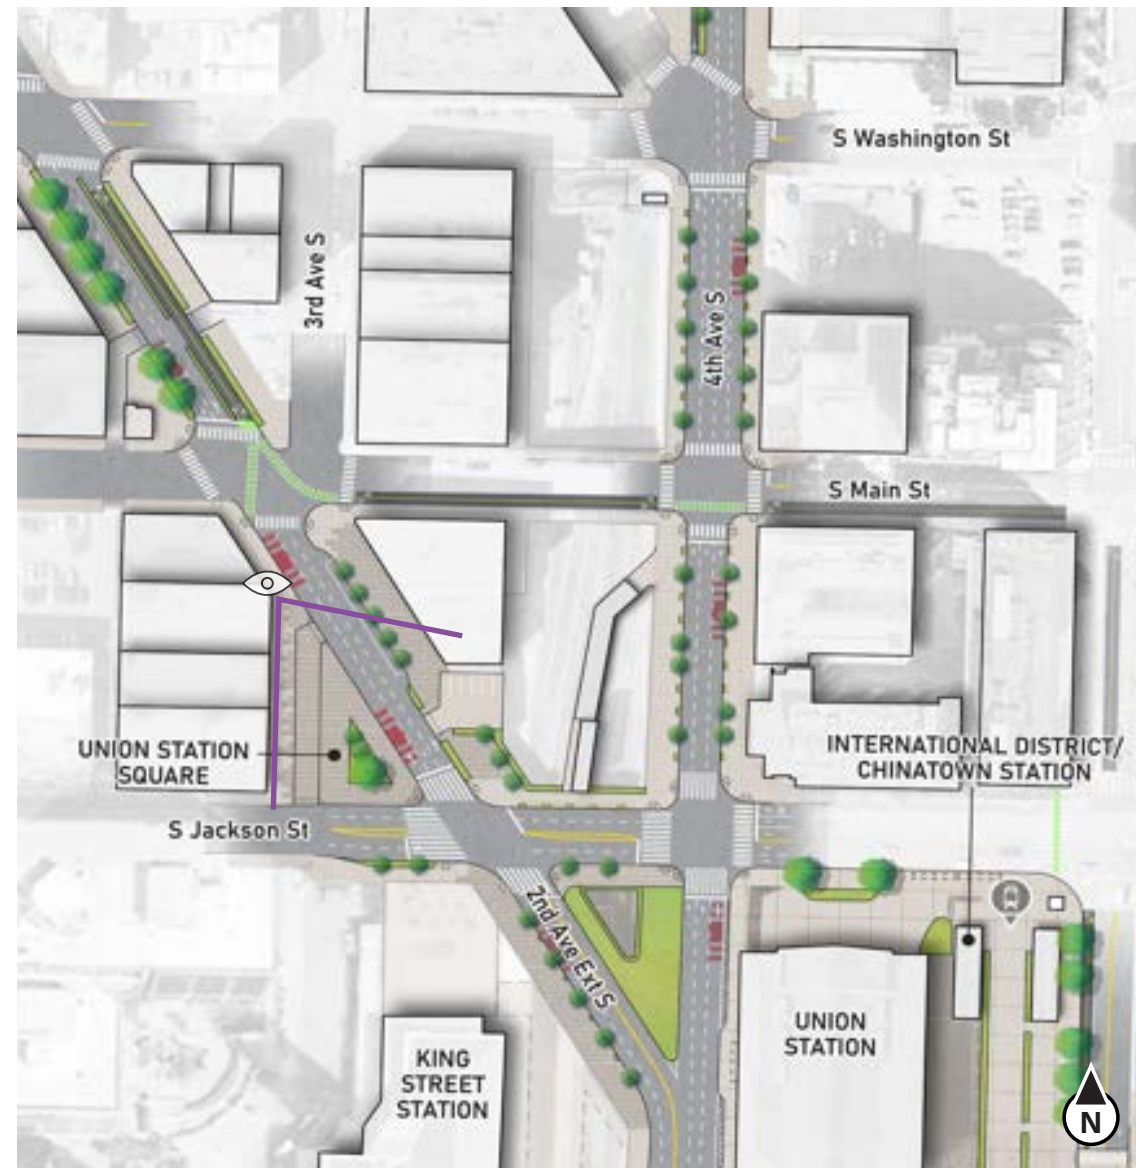 S Washington St
3rd Ave S
4th Ave S
S Main St
UNION STATION
SQUARE
INTERNATIONAL DISTRICT/
CHINATOWN STATION
S Jackson St
2nd Ave Ext S
UNION
STATION
KING
STREET
STATION
N